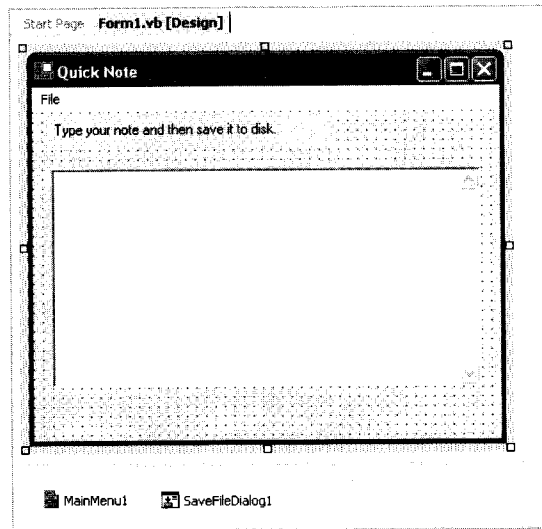 Start Page Form1.vb [Design]
Quick Note
File
Type your note and then save it to disk.
MainMenu1 SaveFileDialog1